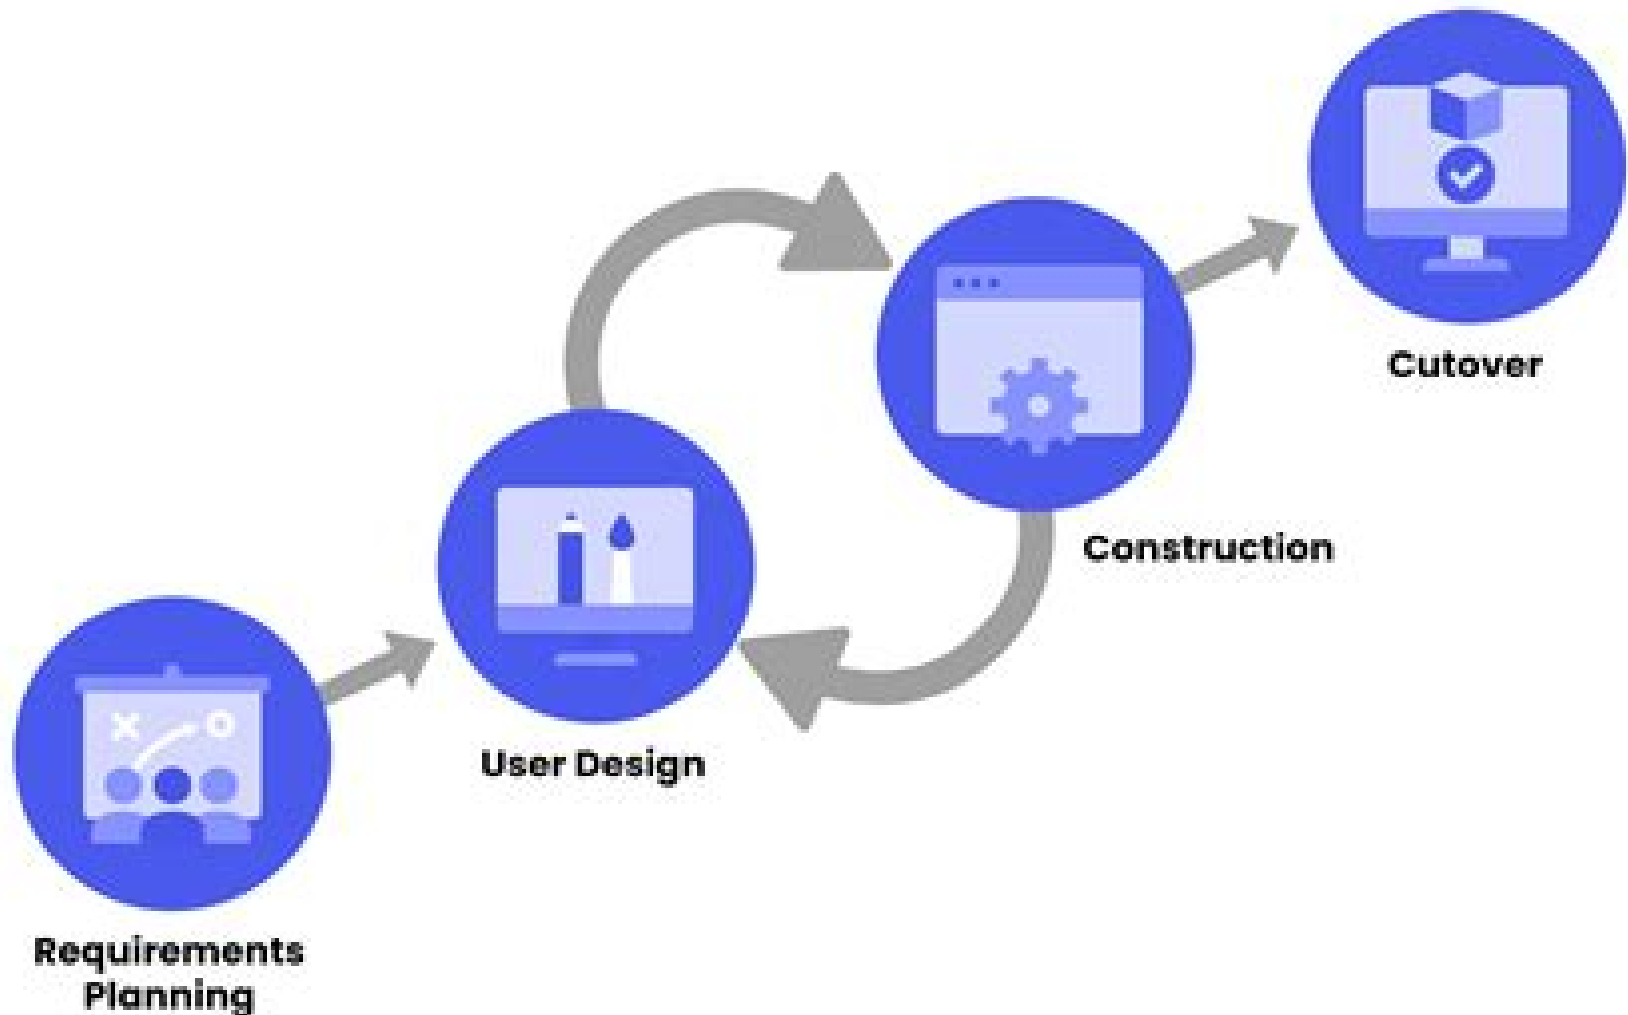 Requirements
Planning
User Design
Construction
Cutover